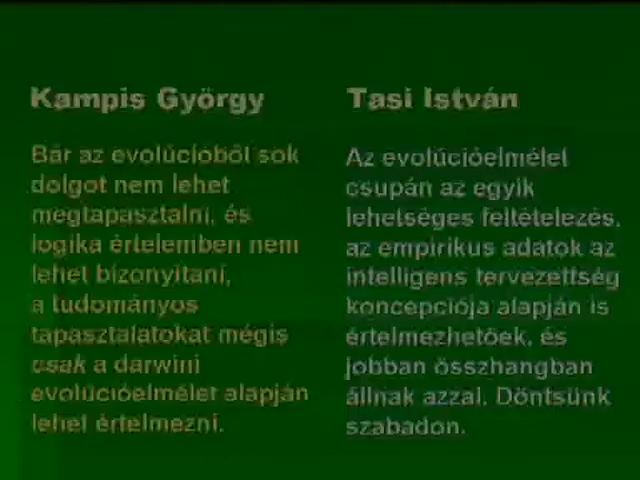 Kampis György
Bár az evolúcióból sok
dolgot nem lehet
megtapasztalni, és
logika értelemben nem
lehet bizonyítani,
a tudományos
tapasztalatokat mégis
csak a darwini
evolúcióelmélet alapján
lehet értelmezni.
Tasi István
Az evolúcióelmélet
csupán az egyik
lehetséges feltételezés,
az empirikus adatok az
intelligens tervezettség
koncepciója alapján is
értelmezhetőek, és
jobban összhangban
állnak azzal. Döntsünk
szabadon.